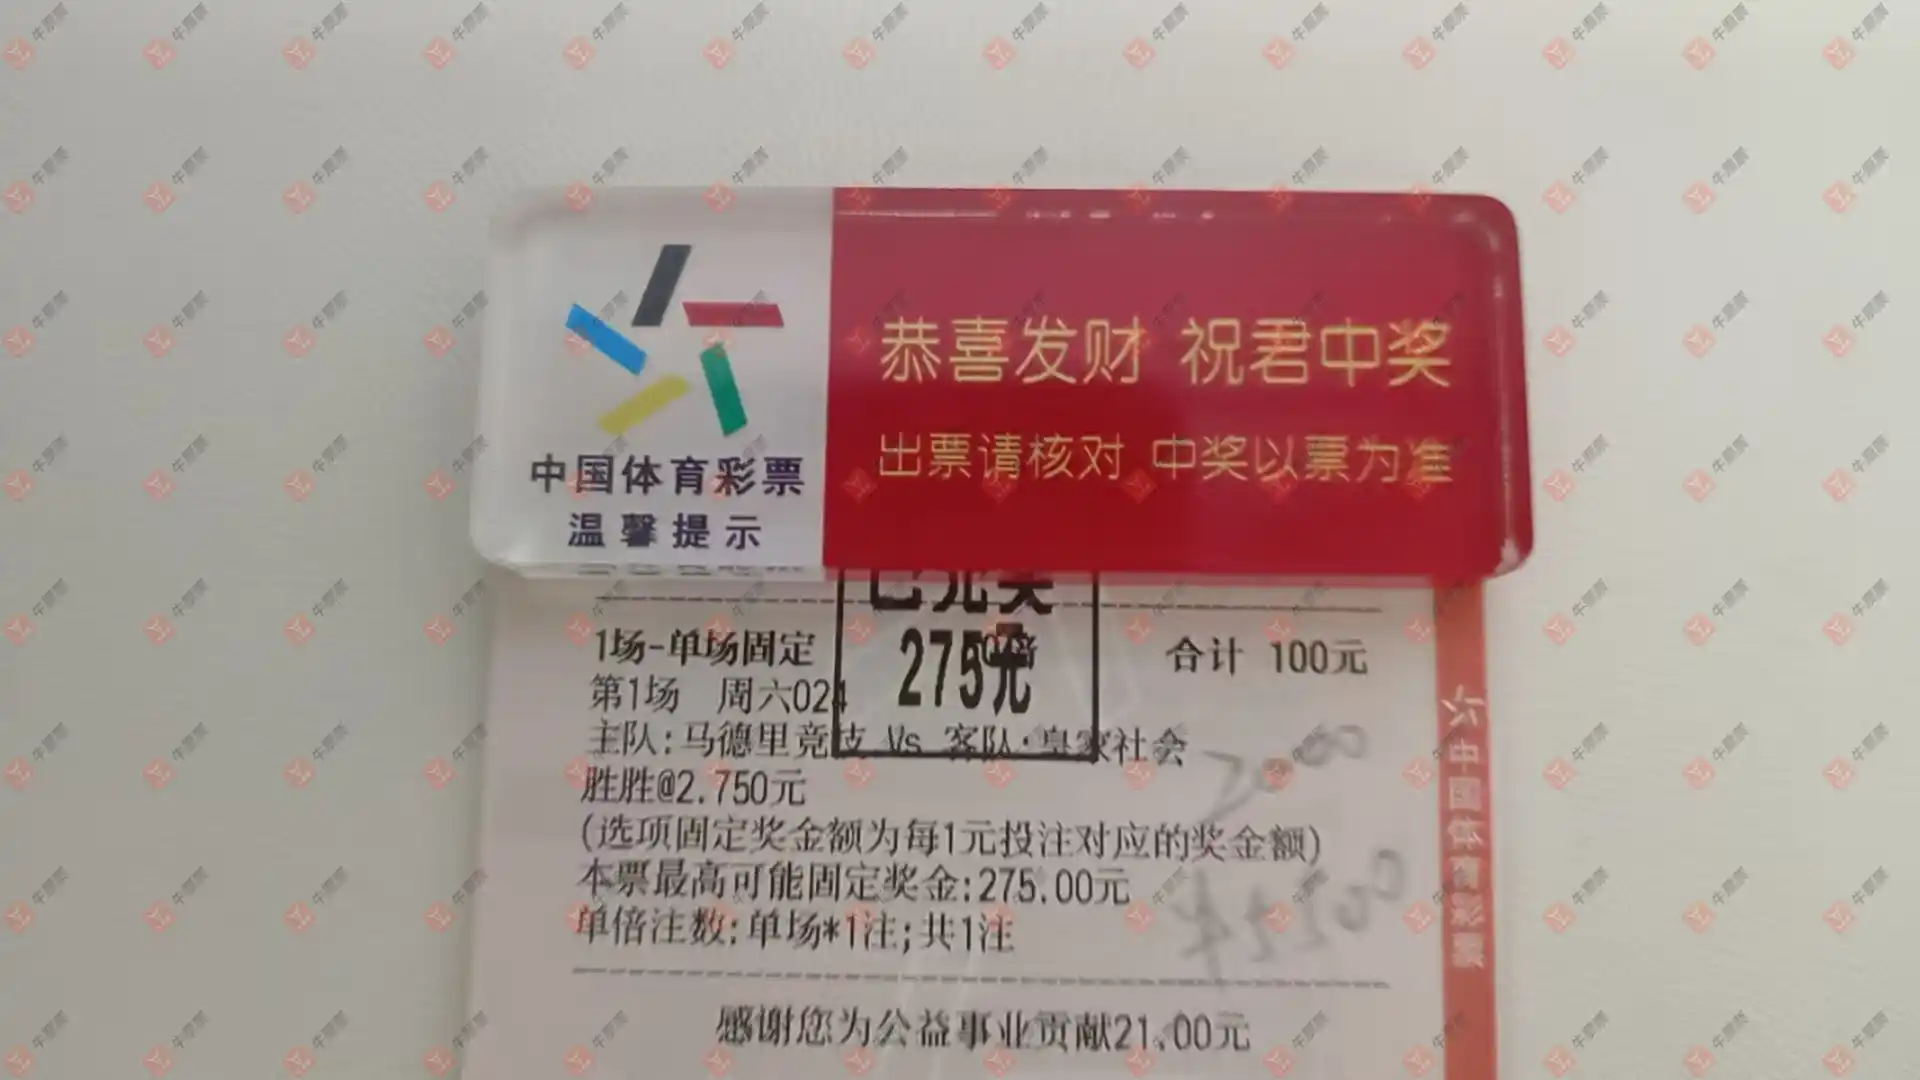 恭喜发财 祝君中奖
出票请核对 中奖以票为准
中国体育彩票
温馨提示
已兑奖
275元
1场-单场固定
合计 100元
第1场 周六024
主队:马德里竞技 Vs 客队:皇家社会
胜胜@2.750元
(选项固定奖金额为每1元投注对应的奖金额)
本票最高可能固定奖金:275.00元
单倍注数:单场*1注;共1注
感谢您为公益事业贡献21.00元
中国体育彩票